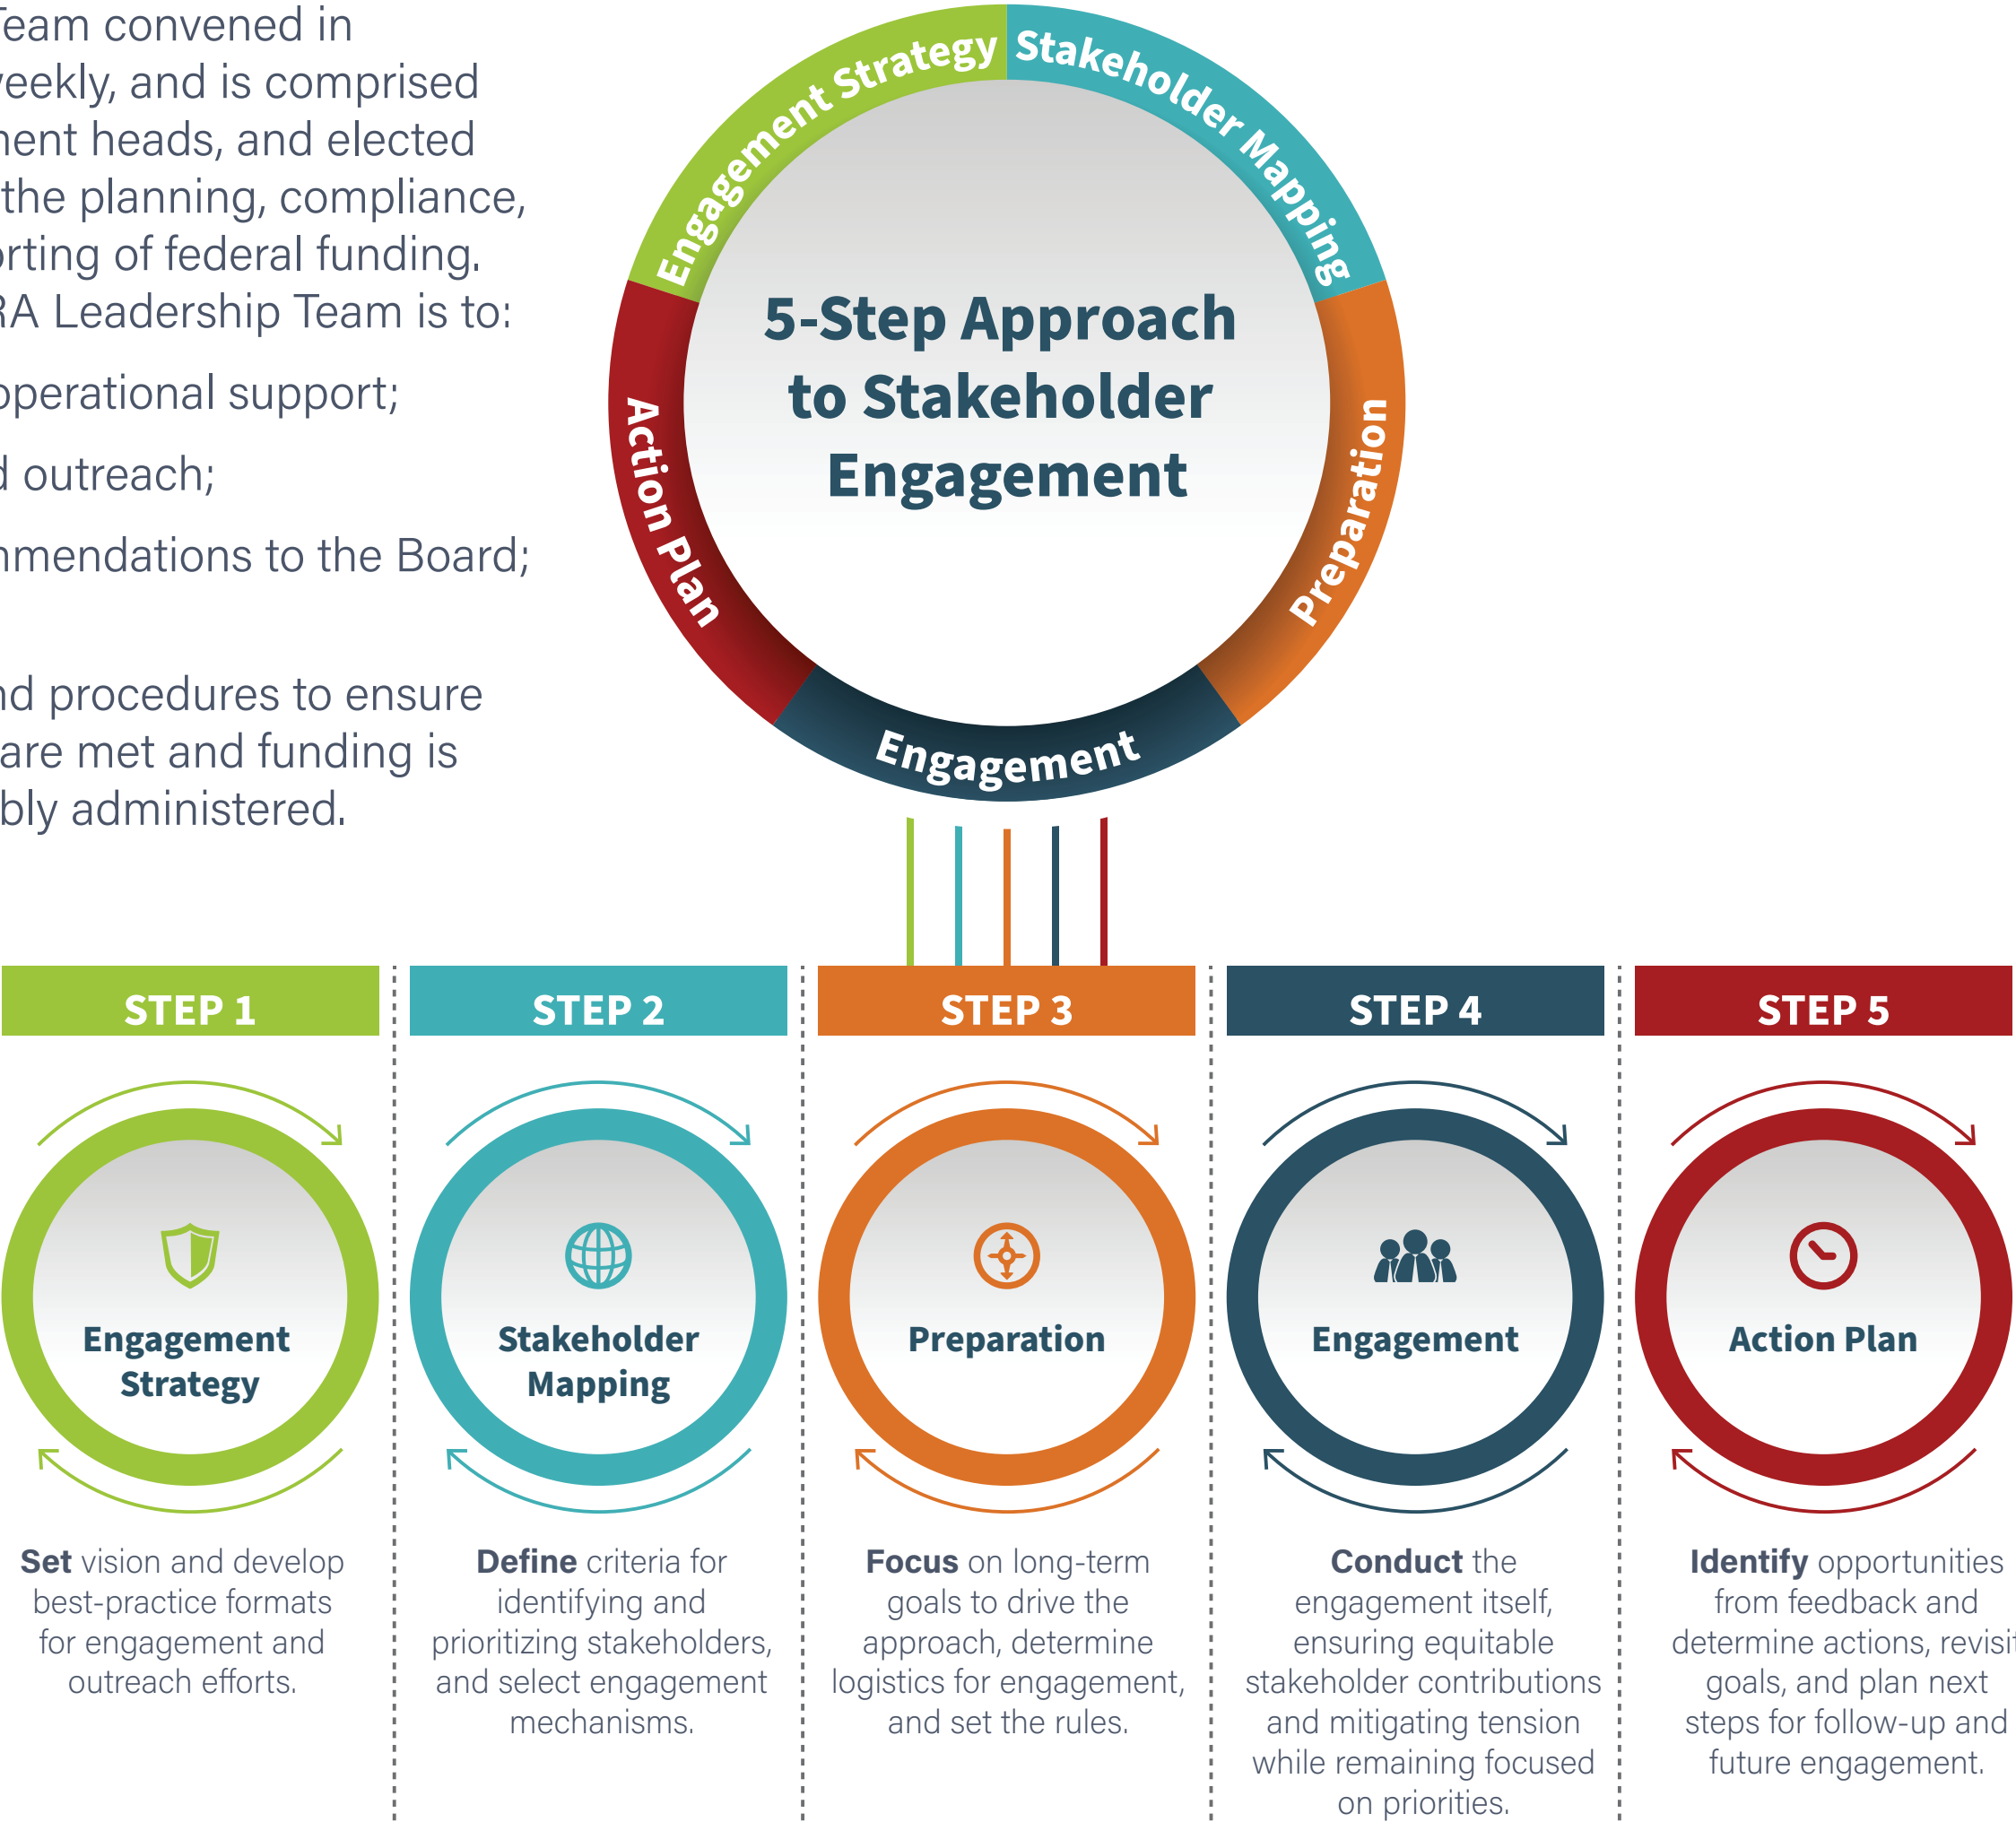 Team convened in
weekly, and is comprised
ment heads, and elected
the planning, compliance,
orting of federal funding.
RA Leadership Team is to:
operational support;
d outreach;
mmendations to the Board;
nd procedures to ensure
are met and funding is
bly administered.
Engagement Strategy
Stakeholder Mapping
Preparation
Engagement
Action Plan
5-Step Approach
to Stakeholder
Engagement
STEP 1
Engagement
Strategy
Set vision and develop
best-practice formats
for engagement and
outreach efforts.
STEP 2
Stakeholder
Mapping
Define criteria for
identifying and
prioritizing stakeholders,
and select engagement
mechanisms.
STEP 3
Preparation
Focus on long-term
goals to drive the
approach, determine
logistics for engagement,
and set the rules.
STEP 4
Engagement
Conduct the
engagement itself,
ensuring equitable
stakeholder contributions
and mitigating tension
while remaining focused
on priorities.
STEP 5
Action Plan
Identify opportunities
from feedback and
determine actions, revisit
goals, and plan next
steps for follow-up and
future engagement.